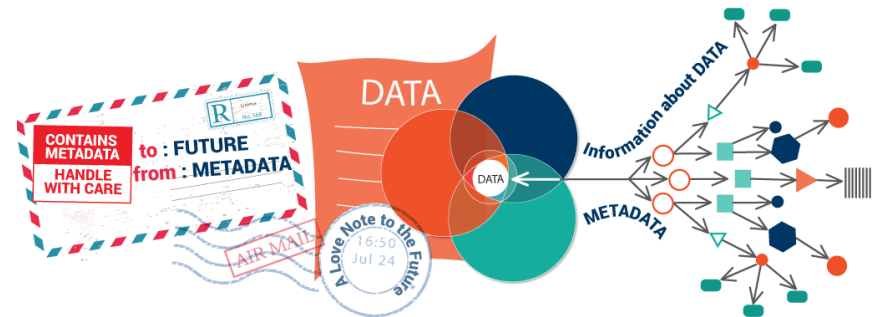 CONTAINS
METADATA
HANDLE
WITH CARE
to : FUTURE
from : METADATA
R
No. 568
AIR MAIL
A Love Note to the Future
16:50
Jul 24
DATA
DATA
Information about DATA
METADATA